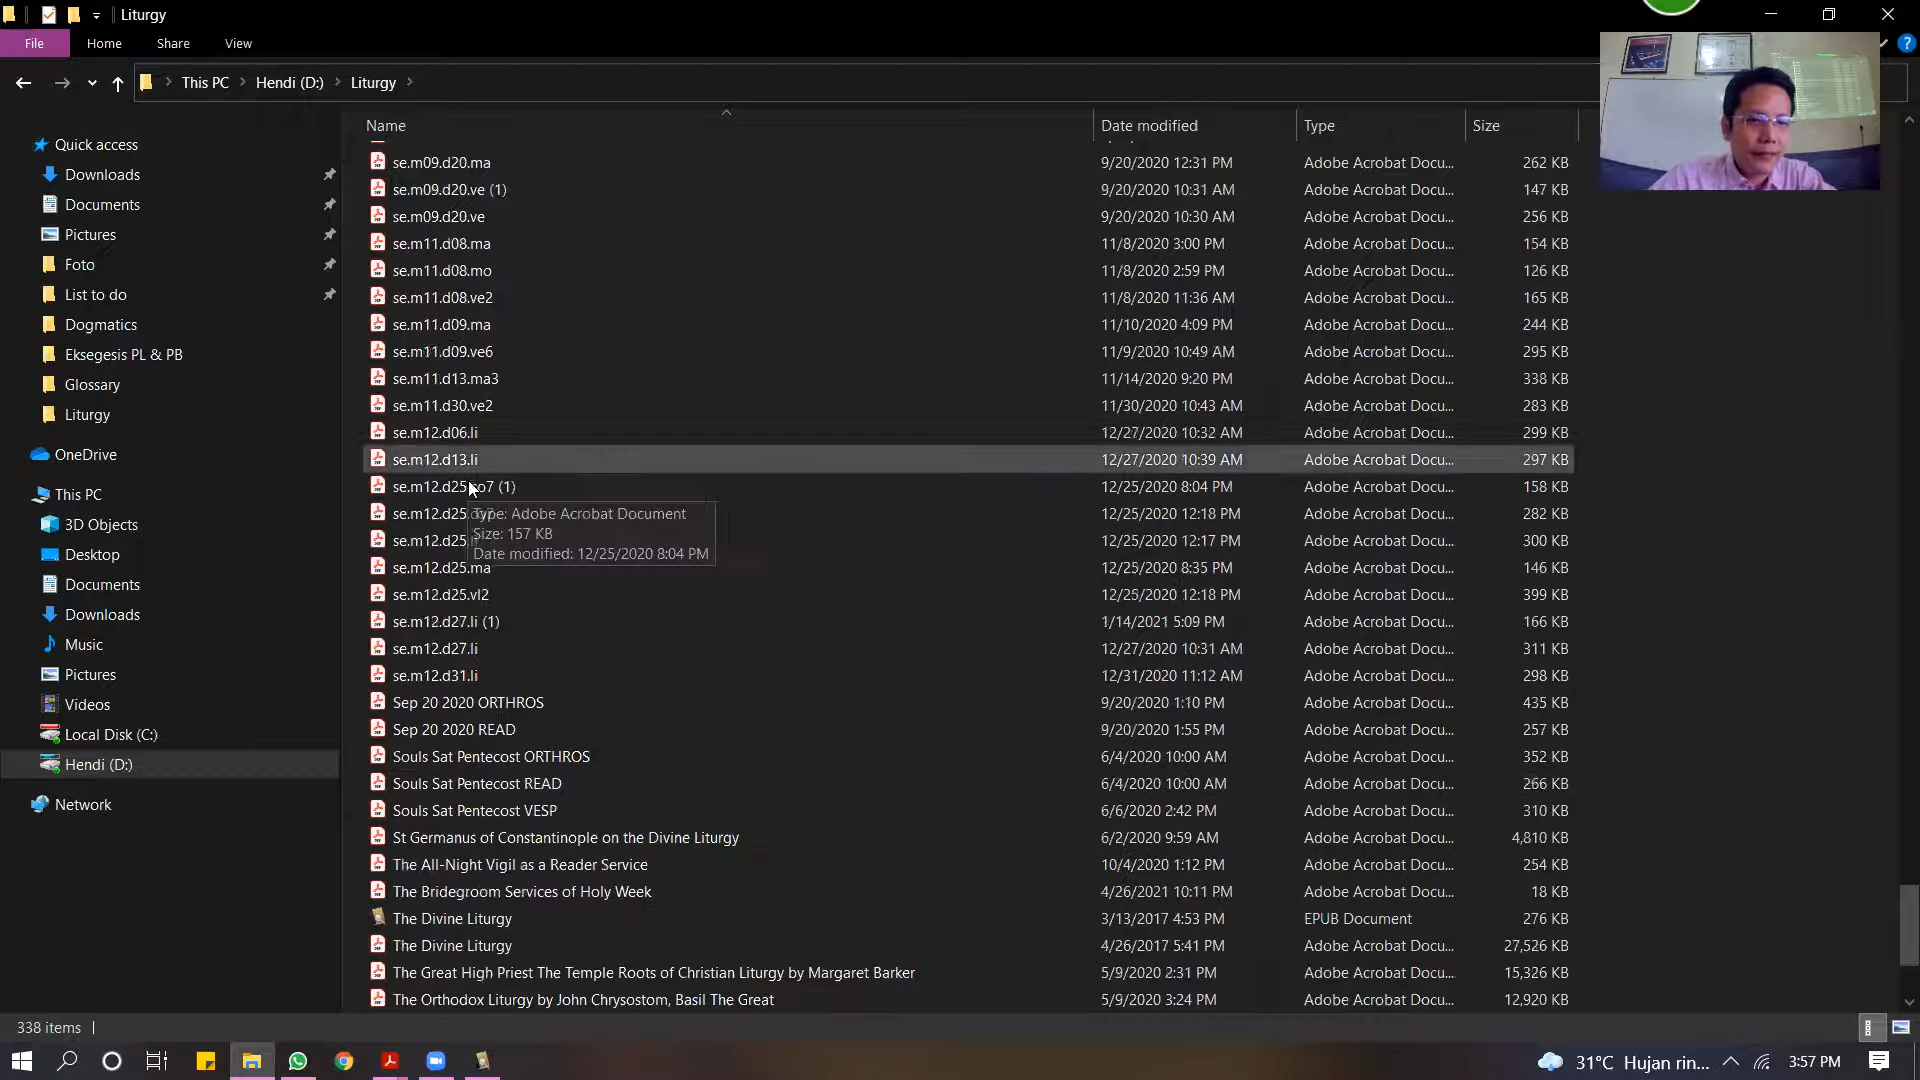 Liturgy
File Home Share View
This PC Hendi (D:) Liturgy
Name Date modified Type Size
Quick access
Downloads
Documents
Pictures
Foto
List to do
Dogmatics
Eksegesis PL & PB
Glossary
Liturgy
OneDrive
This PC
3D Objects
Desktop
Documents
Downloads
Music
Pictures
Videos
Local Disk (C:)
Hendi (D:)
Network
se.m09.d20.ma 9/20/2020 12:31 PM Adobe Acrobat Docu... 262 KB
se.m09.d20.ve (1) 9/20/2020 10:31 AM Adobe Acrobat Docu... 147 KB
se.m09.d20.ve 9/20/2020 10:30 AM Adobe Acrobat Docu... 256 KB
se.m11.d08.ma 11/8/2020 3:00 PM Adobe Acrobat Docu... 154 KB
se.m11.d08.mo 11/8/2020 2:59 PM Adobe Acrobat Docu... 126 KB
se.m11.d08.ve2 11/8/2020 11:36 AM Adobe Acrobat Docu... 165 KB
se.m11.d09.ma 11/10/2020 4:09 PM Adobe Acrobat Docu... 244 KB
se.m11.d09.ve6 11/9/2020 10:49 AM Adobe Acrobat Docu... 295 KB
se.m11.d13.ma3 11/14/2020 9:20 PM Adobe Acrobat Docu... 338 KB
se.m11.d30.ve2 11/30/2020 10:43 AM Adobe Acrobat Docu... 283 KB
se.m12.d06.li 12/27/2020 10:32 AM Adobe Acrobat Docu... 299 KB
se.m12.d13.li 12/27/2020 10:39 AM Adobe Acrobat Docu... 297 KB
se.m12.d25.co7 (1) 12/25/2020 8:04 PM Adobe Acrobat Docu... 158 KB
se.m12.d25. 12/25/2020 12:18 PM Adobe Acrobat Docu... 282 KB
se.m12.d25. 12/25/2020 12:17 PM Adobe Acrobat Docu... 300 KB
se.m12.d25.ma 12/25/2020 8:35 PM Adobe Acrobat Docu... 146 KB
se.m12.d25.vl2 12/25/2020 12:18 PM Adobe Acrobat Docu... 399 KB
se.m12.d27.li (1) 1/14/2021 5:09 PM Adobe Acrobat Docu... 166 KB
se.m12.d27.li 12/27/2020 10:31 AM Adobe Acrobat Docu... 311 KB
se.m12.d31.li 12/31/2020 11:12 AM Adobe Acrobat Docu... 298 KB
Sep 20 2020 ORTHROS 9/20/2020 1:10 PM Adobe Acrobat Docu... 435 KB
Sep 20 2020 READ 9/20/2020 1:55 PM Adobe Acrobat Docu... 257 KB
Souls Sat Pentecost ORTHROS 6/4/2020 10:00 AM Adobe Acrobat Docu... 352 KB
Souls Sat Pentecost READ 6/4/2020 10:00 AM Adobe Acrobat Docu... 266 KB
Souls Sat Pentecost VESP 6/6/2020 2:42 PM Adobe Acrobat Docu... 310 KB
St Germanus of Constantinople on the Divine Liturgy 6/2/2020 9:59 AM Adobe Acrobat Docu... 4,810 KB
The All-Night Vigil as a Reader Service 10/4/2020 1:12 PM Adobe Acrobat Docu... 254 KB
The Bridegroom Services of Holy Week 4/26/2021 10:11 PM Adobe Acrobat Docu... 18 KB
The Divine Liturgy 3/13/2017 4:53 PM EPUB Document 276 KB
The Divine Liturgy 4/26/2017 5:41 PM Adobe Acrobat Docu... 27,526 KB
The Great High Priest The Temple Roots of Christian Liturgy by Margaret Barker 5/9/2020 2:31 PM Adobe Acrobat Docu... 15,326 KB
The Orthodox Liturgy by John Chrysostom, Basil The Great 5/9/2020 3:24 PM Adobe Acrobat Docu... 12,920 KB
Type: Adobe Acrobat Document
Size: 157 KB
Date modified: 12/25/2020 8:04 PM
338 items
31°C Hujan rin... 3:57 PM